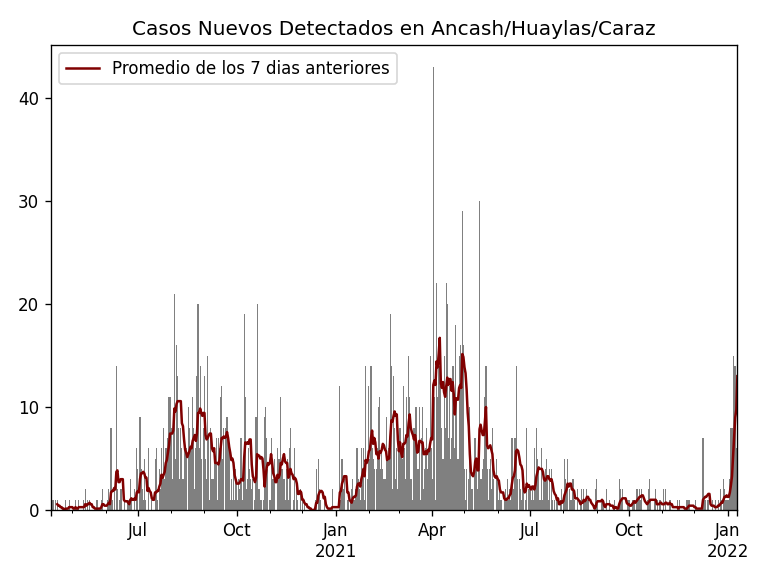 Casos Nuevos Detectados en Ancash/Huaylas/Caraz
Promedio de los 7 dias anteriores
40
30
20
10
0
Jul Oct Jan Apr Jul Oct Jan
2021 2022